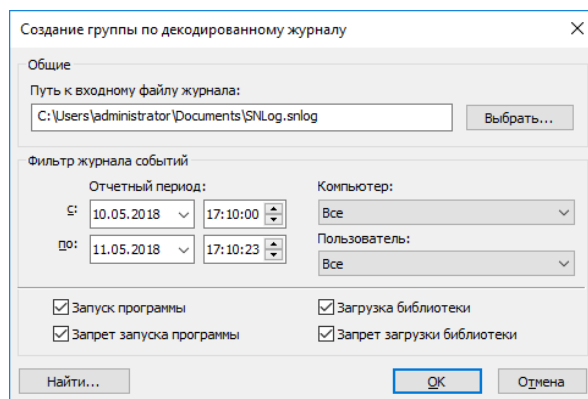 Создание группы по декодированному журналу
Общие
Путь к входному файлу журнала:
C:\Users\administrator\Documents\SNLog.snlog
Выбрать...
Фильтр журнала событий
Отчетный период:
Компьютер:
с: 10.05.2018 17:10:00
Все
по: 11.05.2018 17:10:23
Пользователь:
Все
Запуск программы
Загрузка библиотеки
Запрет запуска программы
Запрет загрузки библиотеки
Найти...
OK
Отмена